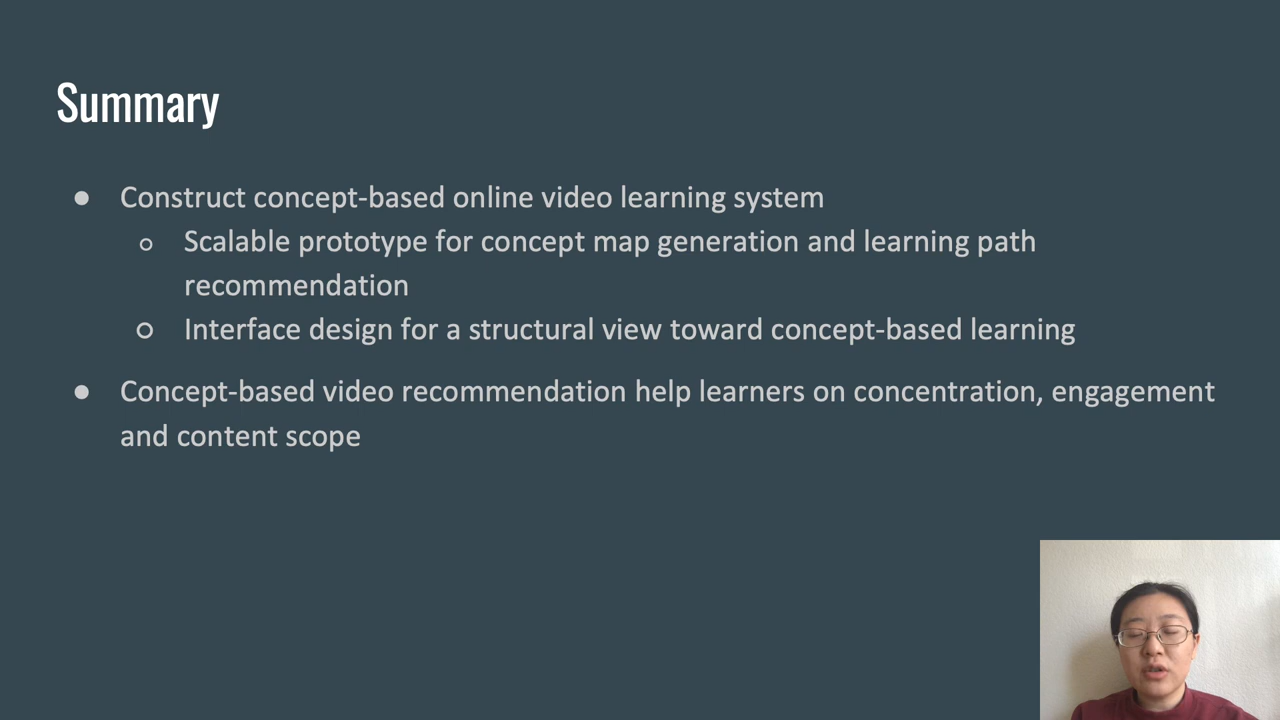 Summary
● Construct concept-based online video learning system
○ Scalable prototype for concept map generation and learning path
recommendation
○ Interface design for a structural view toward concept-based learning
● Concept-based video recommendation help learners on concentration, engagement
and content scope